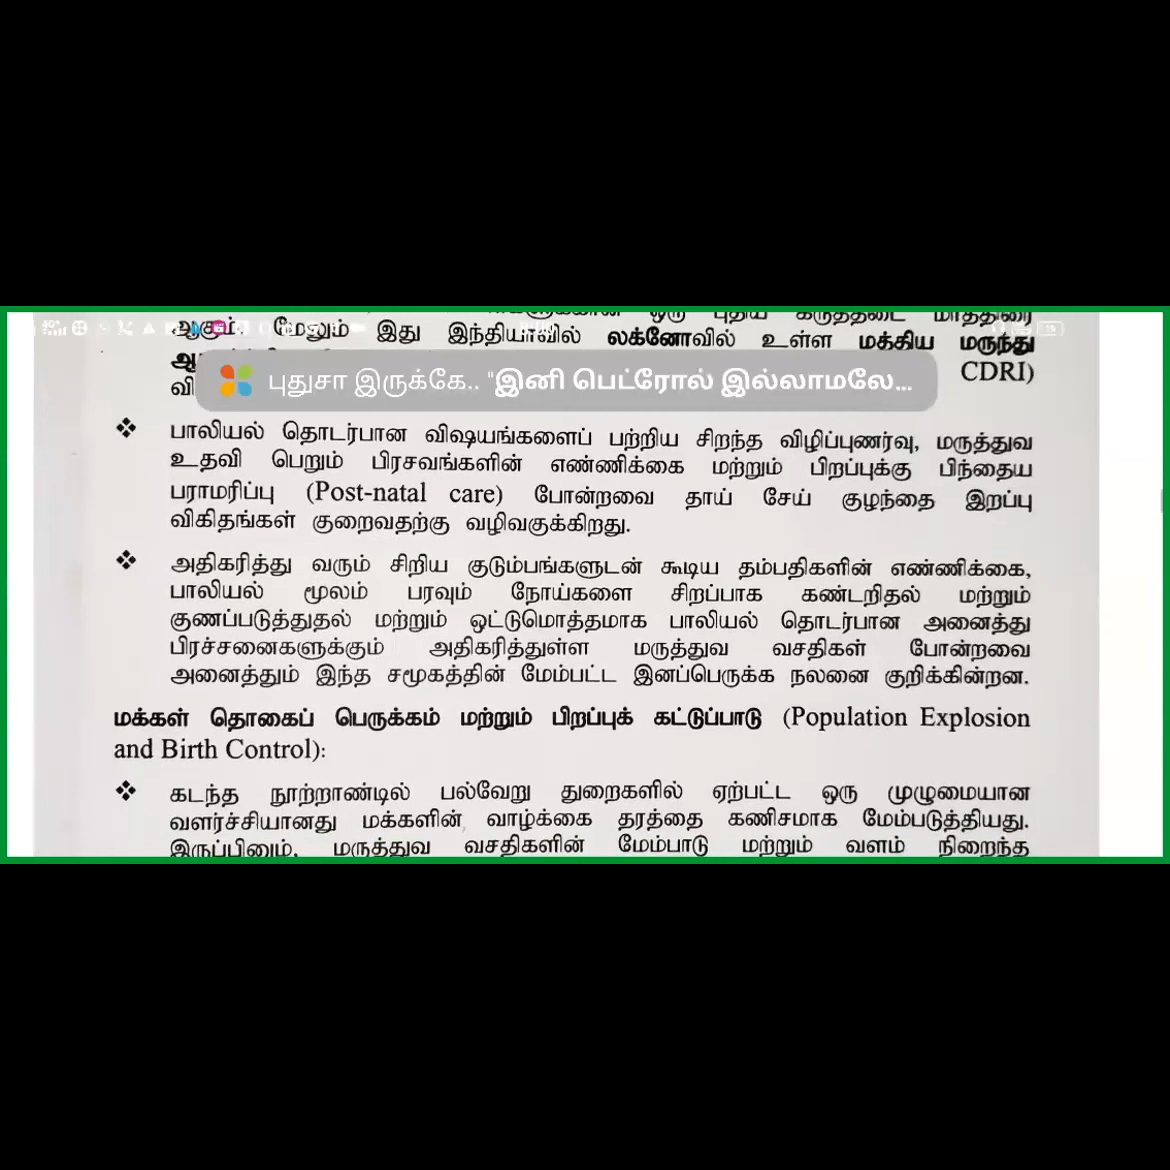 ஆகும். மேலும் இது இந்தியாவில் லக்னோவில் உள்ள மத்திய மருந்து
CDRI)
புதுசா இருக்கே.. "இனி பெட்ரோல் இல்லாமலே...
❖ பாலியல் தொடர்பான விஷயங்களைப் பற்றிய சிறந்த விழிப்புணர்வு, மருத்துவ
உதவி பெறும் பிரசவங்களின் எண்ணிக்கை மற்றும் பிறப்புக்கு பிந்தைய
பராமரிப்பு (Post-natal care) போன்றவை தாய் சேய் குழந்தை இறப்பு
விகிதங்கள் குறைவதற்கு வழிவகுக்கிறது.
❖ அதிகரித்து வரும் சிறிய குடும்பங்களுடன் கூடிய தம்பதிகளின் எண்ணிக்கை,
பாலியல் மூலம் பரவும் நோய்களை சிறப்பாக கண்டறிதல் மற்றும்
குணப்படுத்துதல் மற்றும் ஒட்டுமொத்தமாக பாலியல் தொடர்பான அனைத்து
பிரச்சனைகளுக்கும் அதிகரித்துள்ள மருத்துவ வசதிகள் போன்றவை
அனைத்தும் இந்த சமூகத்தின் மேம்பட்ட இனப்பெருக்க நலனை குறிக்கின்றன.
மக்கள் தொகைப் பெருக்கம் மற்றும் பிறப்புக் கட்டுப்பாடு (Population Explosion
and Birth Control):
❖ கடந்த நூற்றாண்டில் பல்வேறு துறைகளில் ஏற்பட்ட ஒரு முழுமையான
வளர்ச்சியானது மக்களின் வாழ்க்கை தரத்தை கணிசமாக மேம்படுத்தியது.
இருப்பினும், மருத்துவ வசதிகளின் மேம்பாடு மற்றும் வளம் நிறைந்த